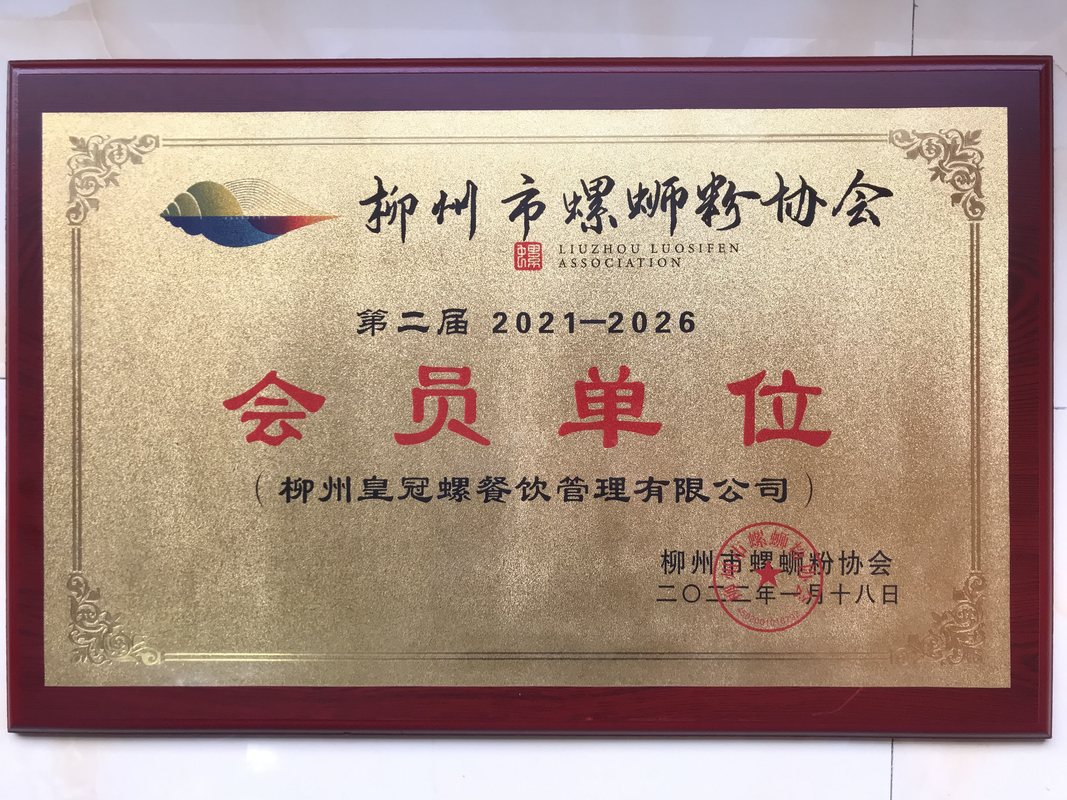 柳州市螺蛳粉协会
LIUZHOU LUOSIFEN
ASSOCIATION
第二届 2021—2026
会员单位
（柳州皇冠螺餐饮管理有限公司）
柳州市螺蛳粉协会
二〇二二年一月十八日